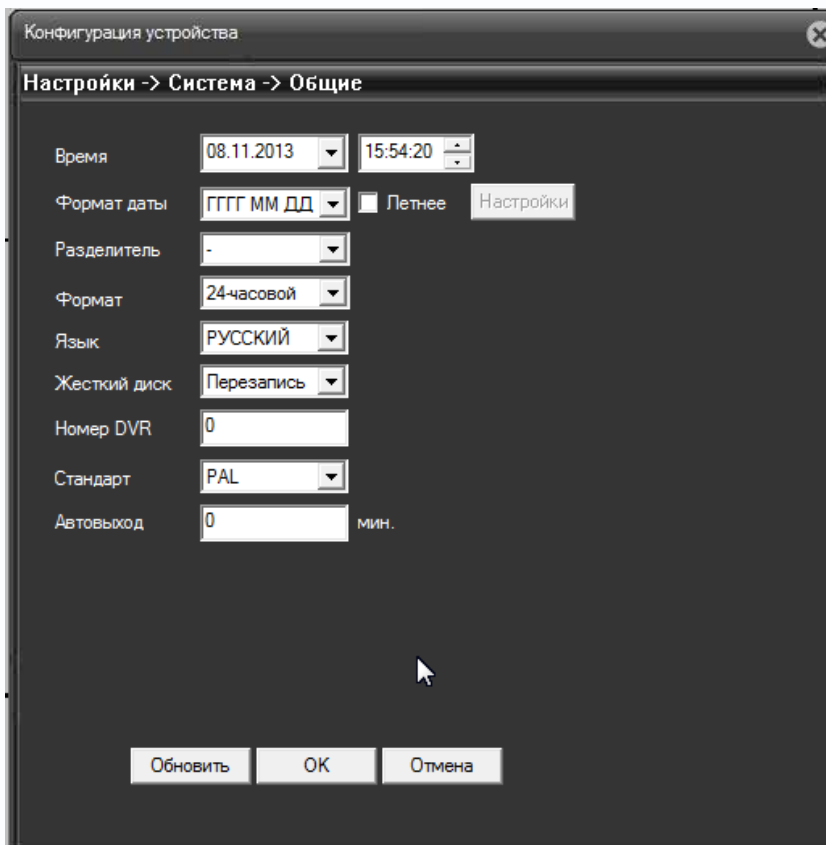 Конфигурация устройства
Настройки -> Система -> Общие
Время 08.11.2013 15:54:20
Формат даты ГГГГ ММ ДД Летнее Настройки
Разделитель -
Формат 24-часовой
Язык РУССКИЙ
Жесткий диск Перезапись
Номер DVR 0
Стандарт PAL
Автовыход 0 мин.
Обновить OK Отмена